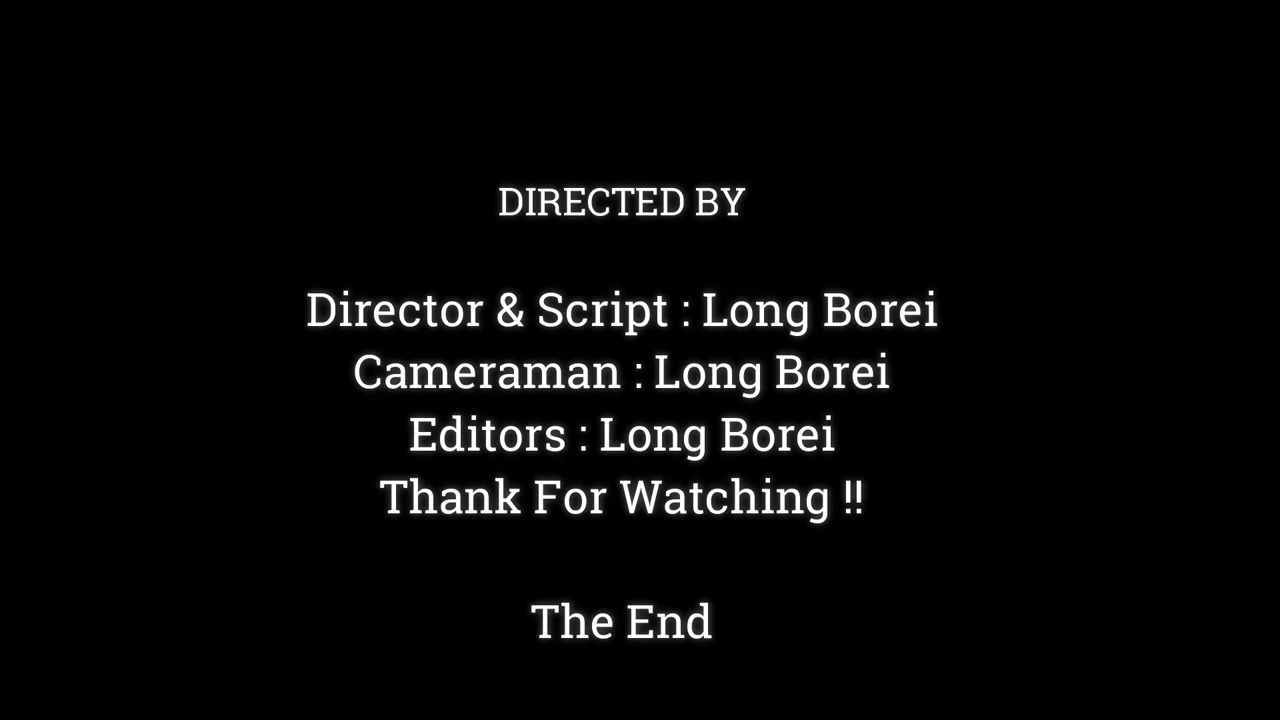 DIRECTED BY
Director & Script : Long Borei
Cameraman : Long Borei
Editors : Long Borei
Thank For Watching !!
The End